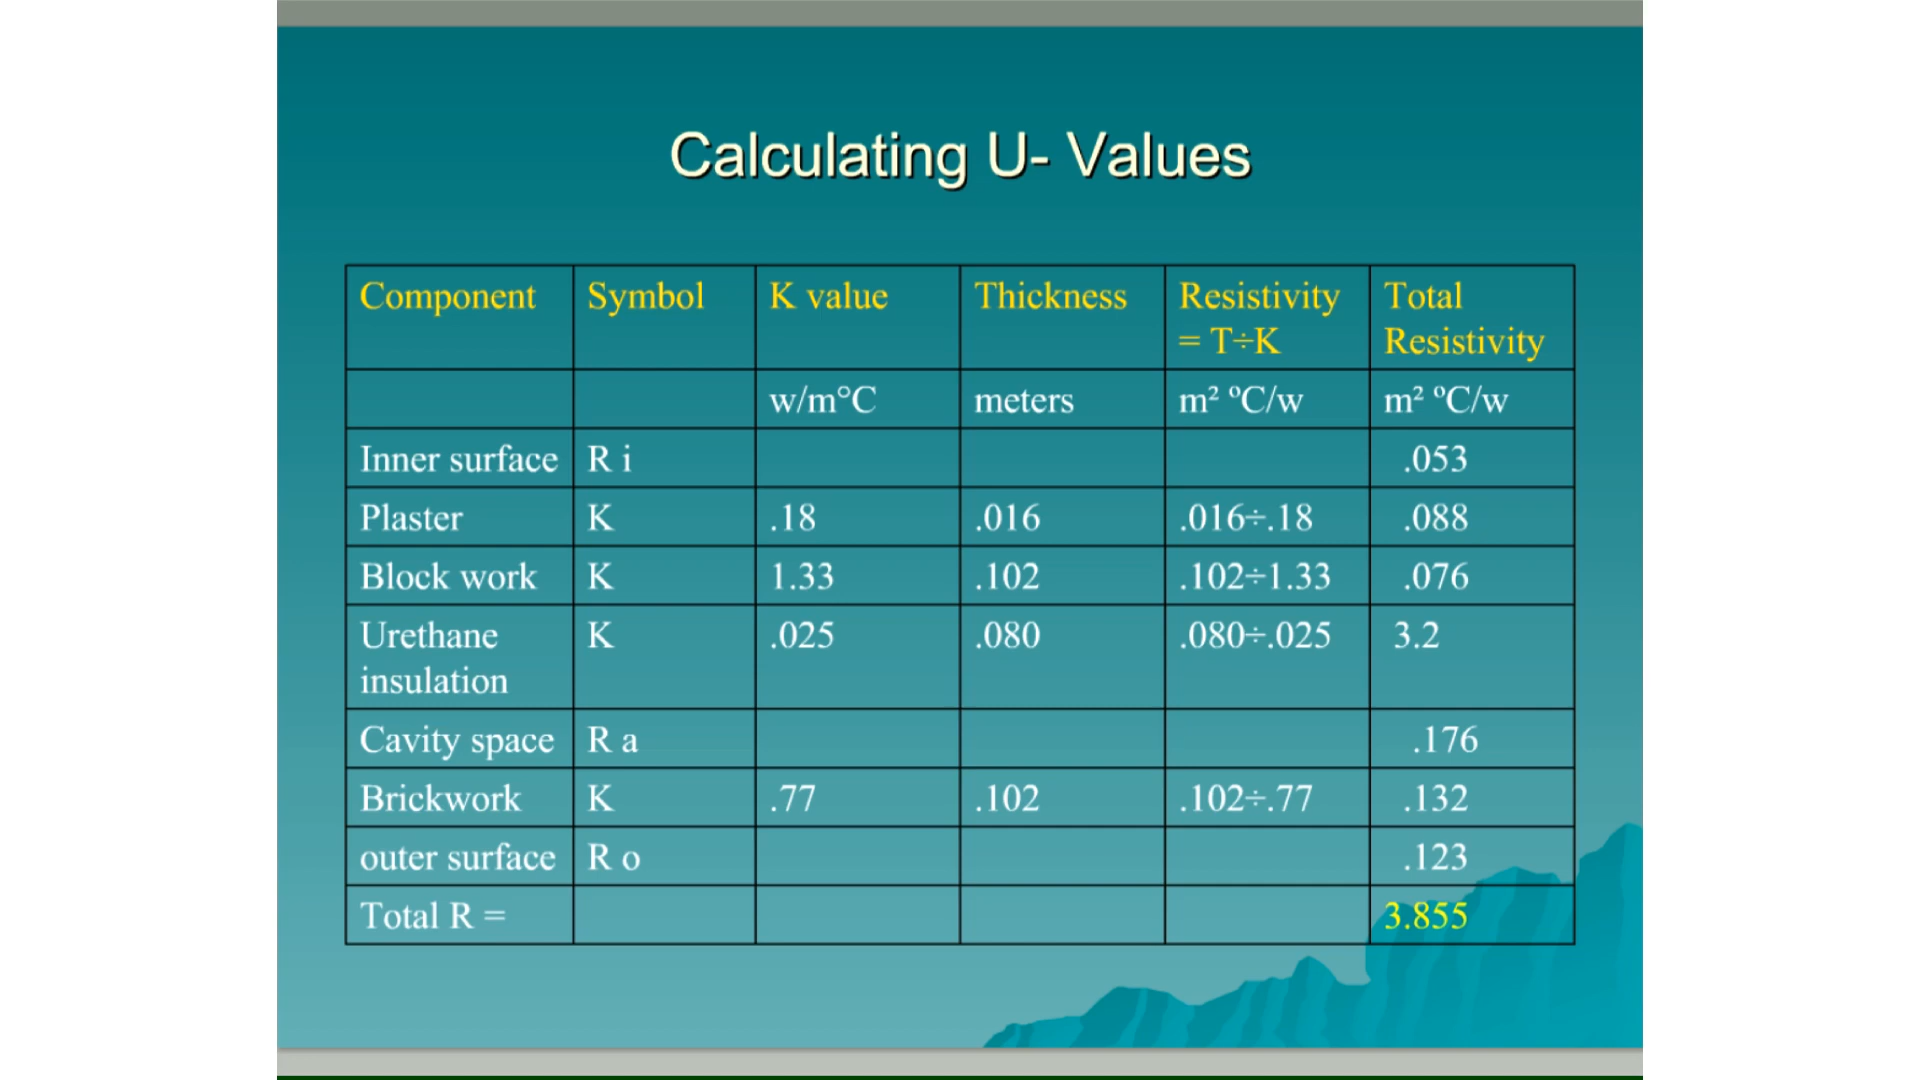 Calculating U- Values
Component Symbol K value Thickness Resistivity = T÷K Total Resistivity
w/m°C meters m² ºC/w m² ºC/w
Inner surface R i .053
Plaster K .18 .016 .016÷.18 .088
Block work K 1.33 .102 .102÷1.33 .076
Urethane insulation K .025 .080 .080÷.025 3.2
Cavity space R a .176
Brickwork K .77 .102 .102÷.77 .132
outer surface R o .123
Total R = 3.855